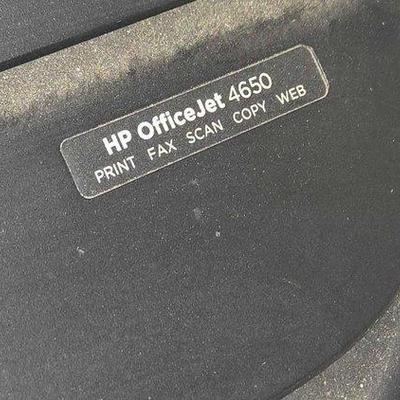 HP OfficeJet 4650
PRINT FAX SCAN COPY WEB